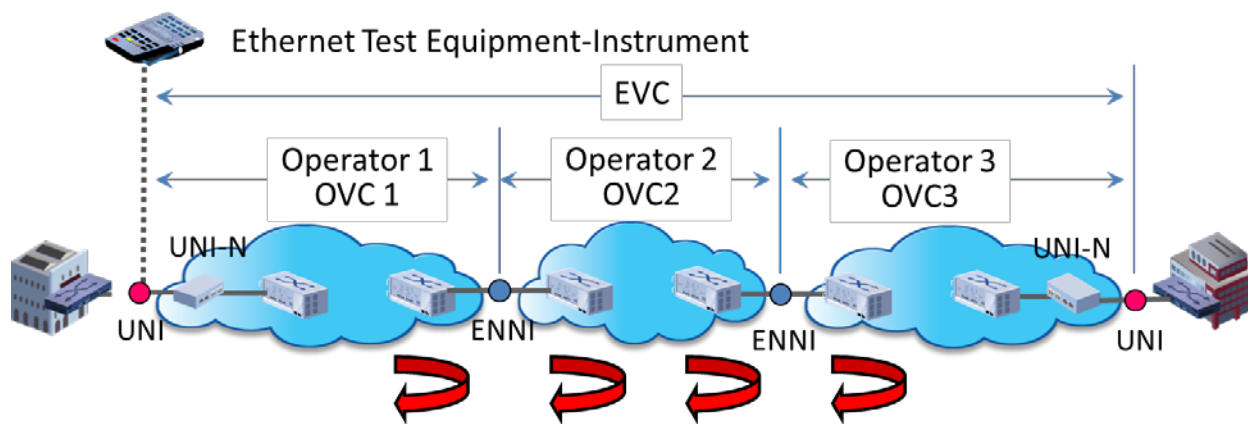 Ethernet Test Equipment-Instrument
EVC
Operator 1
OVC 1
Operator 2
OVC2
Operator 3
OVC3
UNI-N
UNI-N
UNI
ENNI
ENNI
UNI